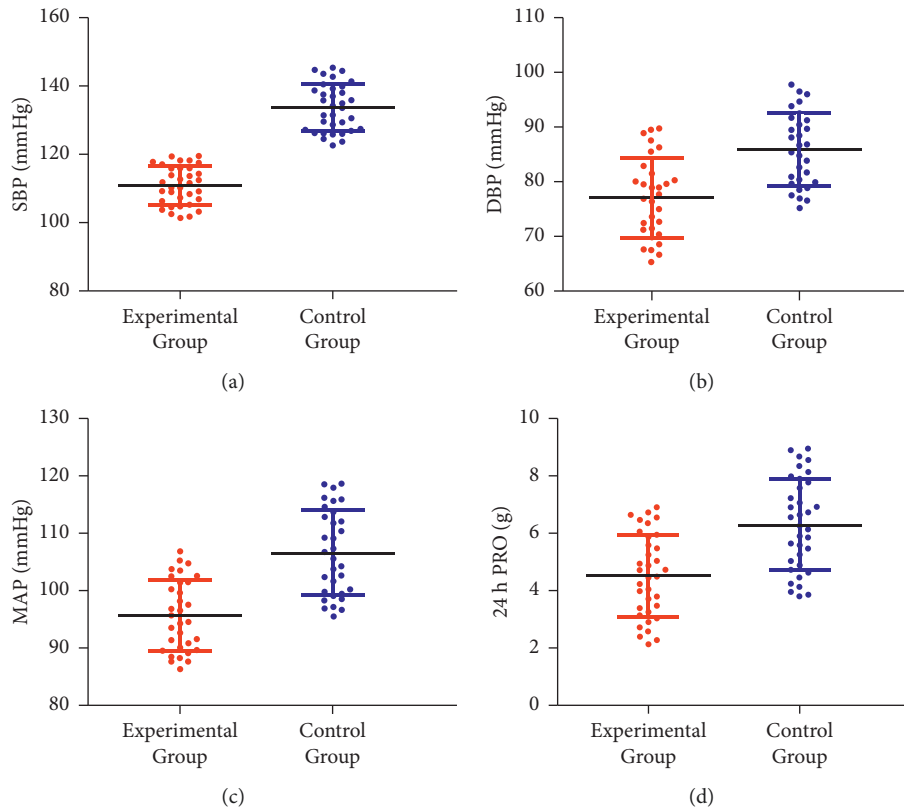 160
140
120
100
80
SBP (mmHg)
Experimental
Group
Control
Group
(a)
110
100
90
80
70
60
DBP (mmHg)
Experimental
Group
Control
Group
(b)
130
120
110
100
90
80
MAP (mmHg)
Experimental
Group
Control
Group
(c)
10
8
6
4
2
0
24 h PRO (g)
Experimental
Group
Control
Group
(d)